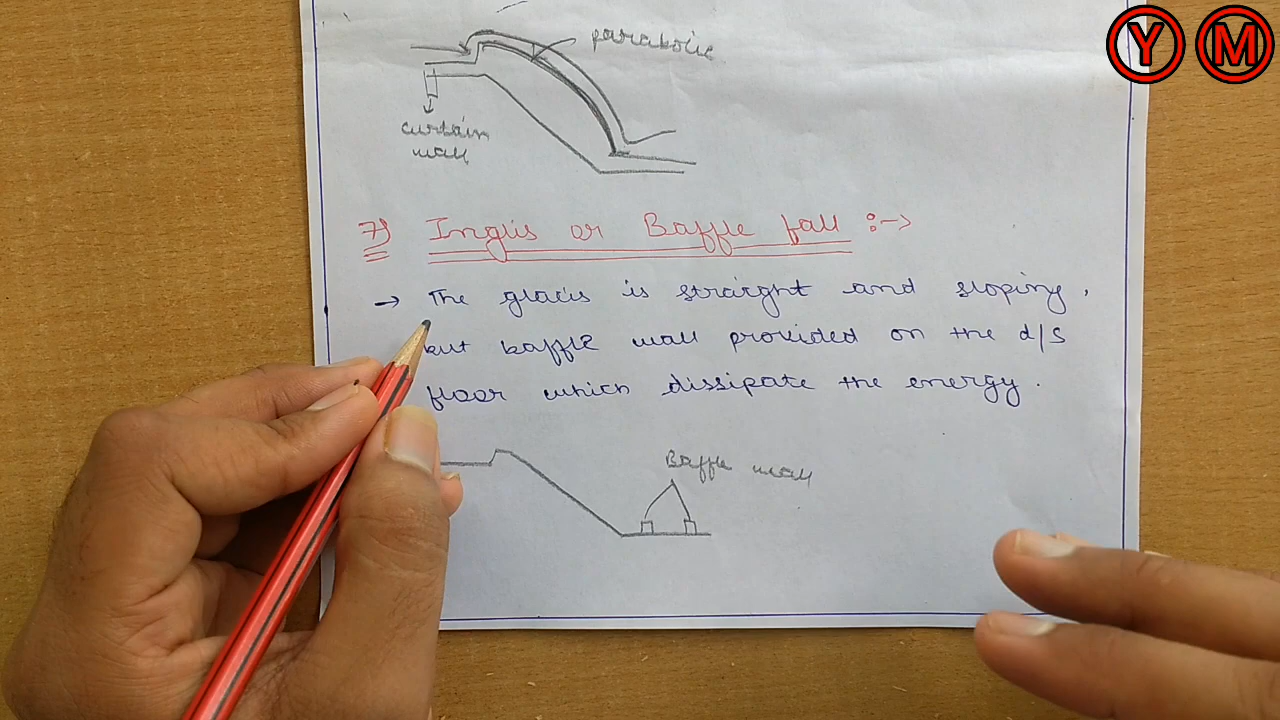 Y M
parabolic
curtain
wall
7) Inglis or Baffle fall :->
→ The glacis is straight and sloping,
but baffle wall provided on the d/s
floor which dissipate the energy.
Baffle wall